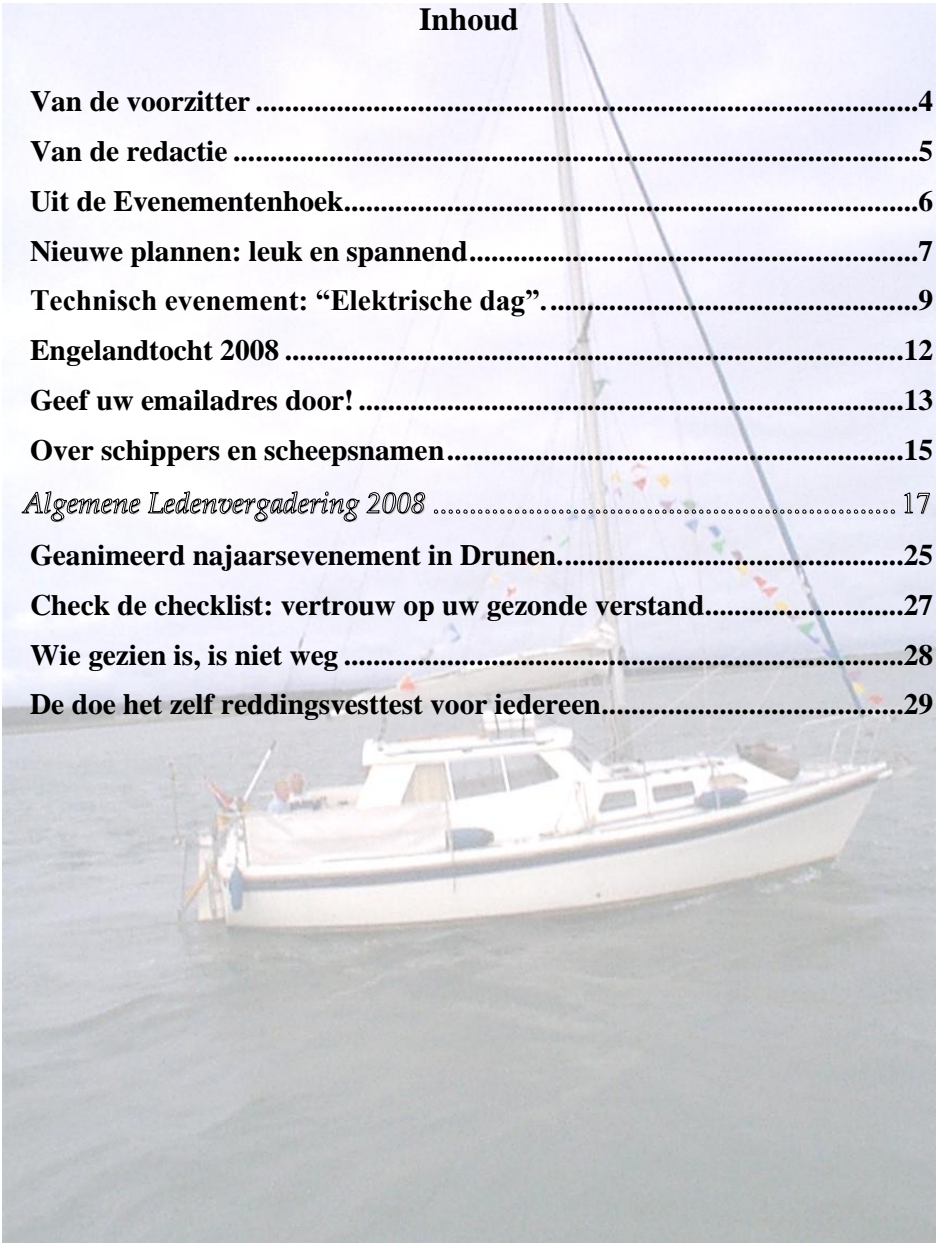 Inhoud
Van de voorzitter ..........................................................................................4
Van de redactie .............................................................................................5
Uit de Evenementenhoek..............................................................................6
Nieuwe plannen: leuk en spannend.............................................................7
Technisch evenement: “Elektrische dag”. ..................................................9
Engelandtocht 2008 .....................................................................................12
Geef uw emailadres door! ...........................................................................13
Over schippers en scheepsnamen...............................................................15
Algemene Ledenvergadering 2008 ............................................................ 17
Geanimeerd najaarsevenement in Drunen................................................25
Check de checklist: vertrouw op uw gezonde verstand............................27
Wie gezien is, is niet weg .............................................................................28
De doe het zelf reddingsvesttest voor iedereen..........................................29